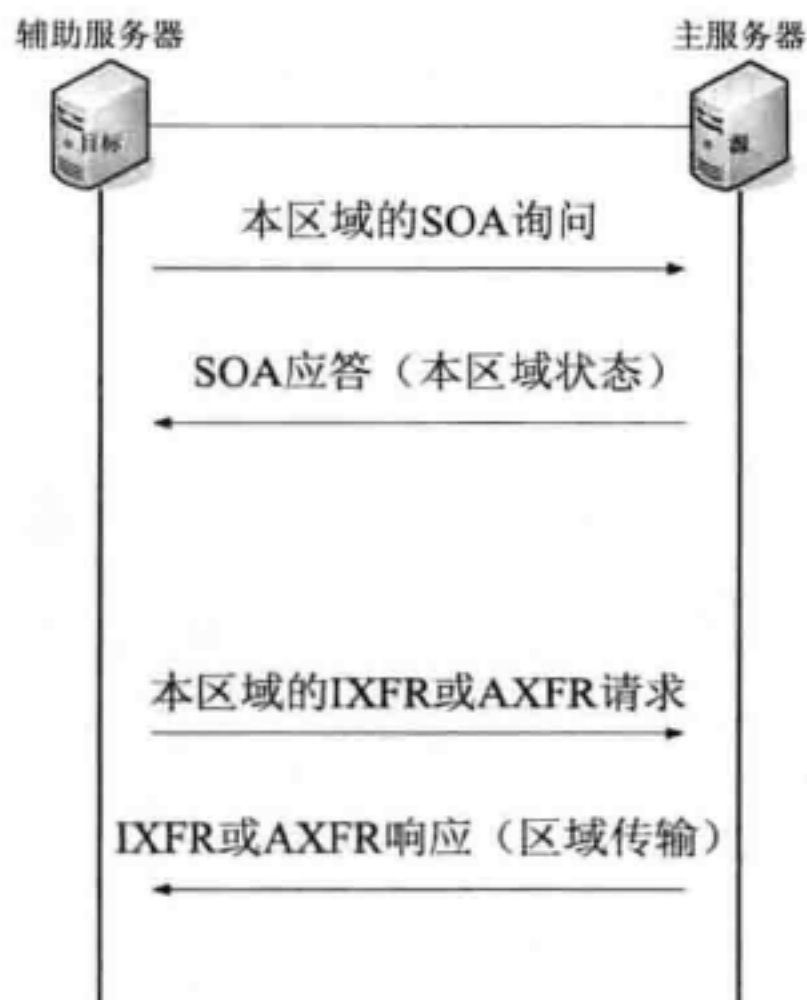 辅助服务器
主服务器
目标
源
本区域的SOA询问
SOA应答（本区域状态）
本区域的IXFR或AXFR请求
IXFR或AXFR响应（区域传输）